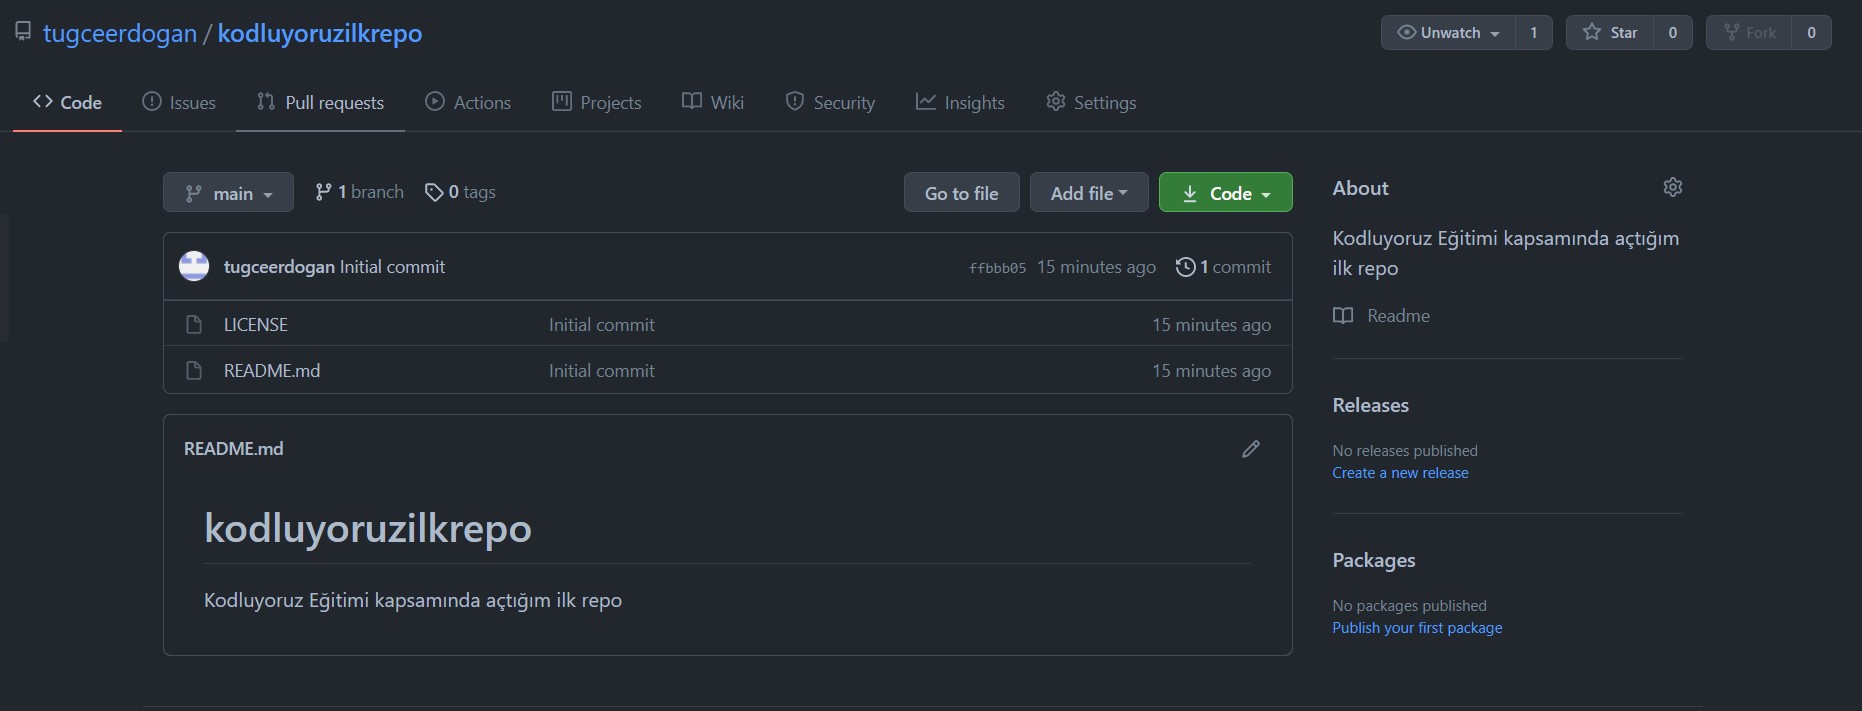 tugceerdogan / kodluyoruzilkrepo
Unwatch 1 Star 0 Fork 0
Code Issues Pull requests Actions Projects Wiki Security Insights Settings
main 1 branch 0 tags Go to file Add file Code
tugceerdogan Initial commit ffbbb05 15 minutes ago 1 commit
LICENSE Initial commit 15 minutes ago
README.md Initial commit 15 minutes ago
README.md
kodluyoruzilkrepo
Kodluyoruz Eğitimi kapsamında açtığım ilk repo
About
Kodluyoruz Eğitimi kapsamında açtığım
ilk repo
Readme
Releases
No releases published
Create a new release
Packages
No packages published
Publish your first package